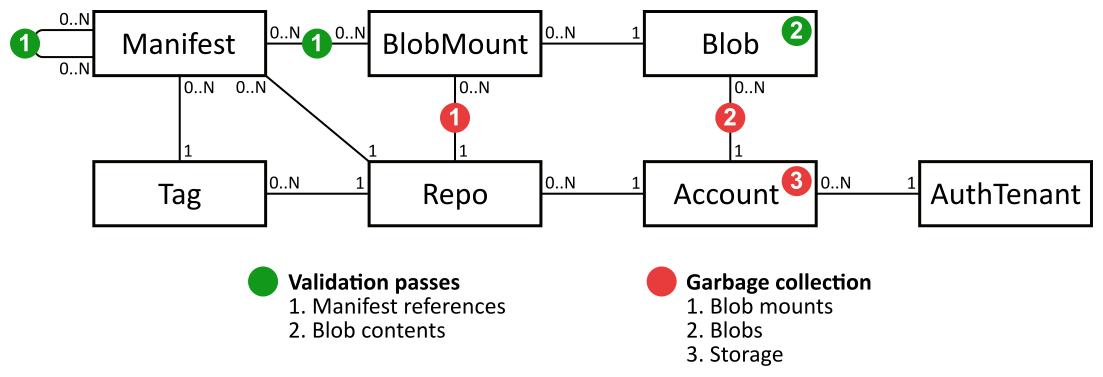 0..N
1
0..N
Manifest
0..N
1
0..N
BlobMount
0..N
1
Blob
2
0..N
0..N
0..N
0..N
1
2
1
1
1
1
Tag
0..N
1
Repo
0..N
1
Account
3
0..N
1
AuthTenant
Validation passes
1. Manifest references
2. Blob contents
Garbage collection
1. Blob mounts
2. Blobs
3. Storage